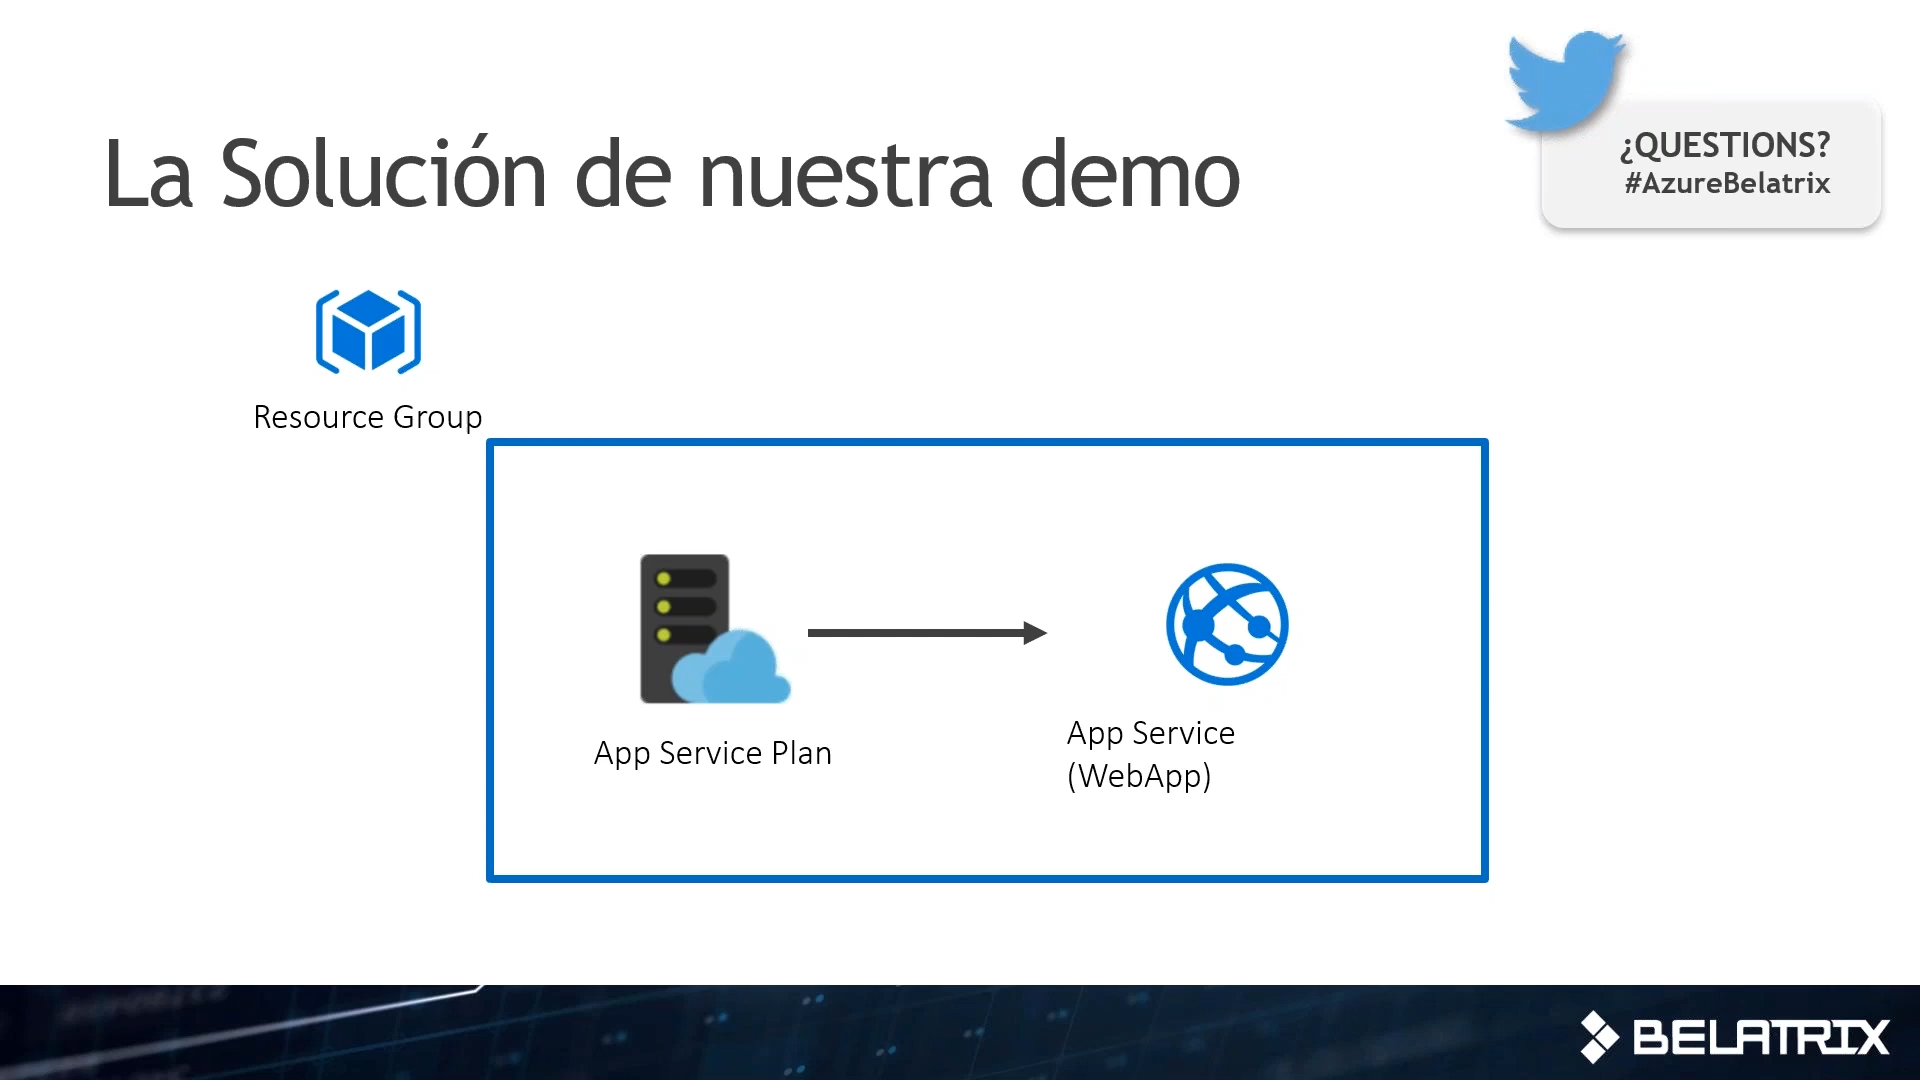 La Solución de nuestra demo
¿QUESTIONS?
#AzureBelatrix
Resource Group
App Service Plan
App Service
(WebApp)
BELATRIX